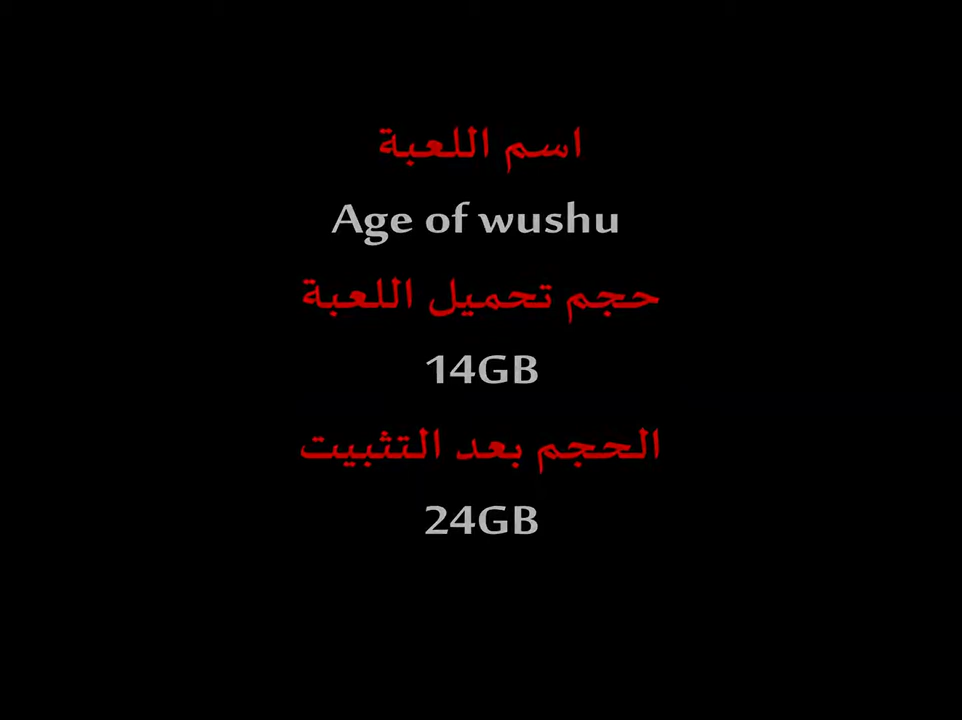 اسم اللعبة
Age of wushu
حجم تحميل اللعبة
14GB
الحجم بعد التثبيت
24GB